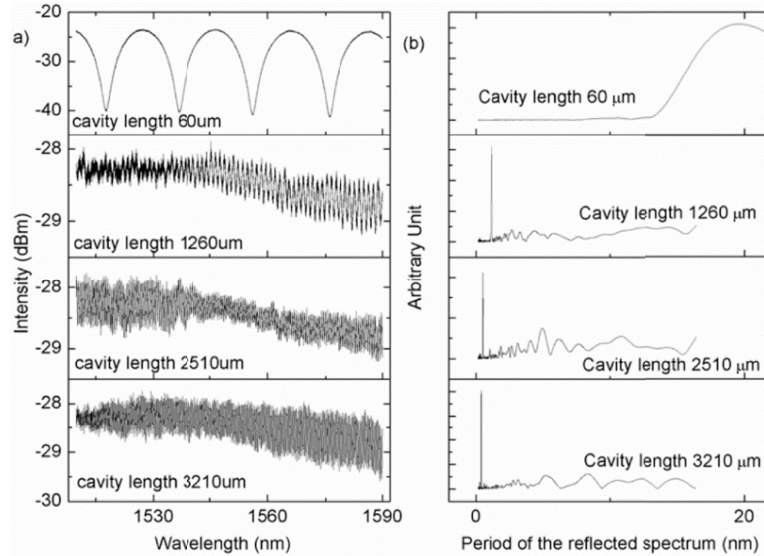 a)
-20
-30
-40
cavity length 60um
-28
-29
cavity length 1260um
-28
-29
cavity length 2510um
-28
-29
-30
cavity length 3210um
Intensity (dBm)
1530
1560
1590
Wavelength (nm)
(b)
Cavity length 60 μm
Cavity length 1260 μm
Cavity length 2510 μm
Cavity length 3210 μm
Arbitrary Unit
0
20
Period of the reflected spectrum (nm)